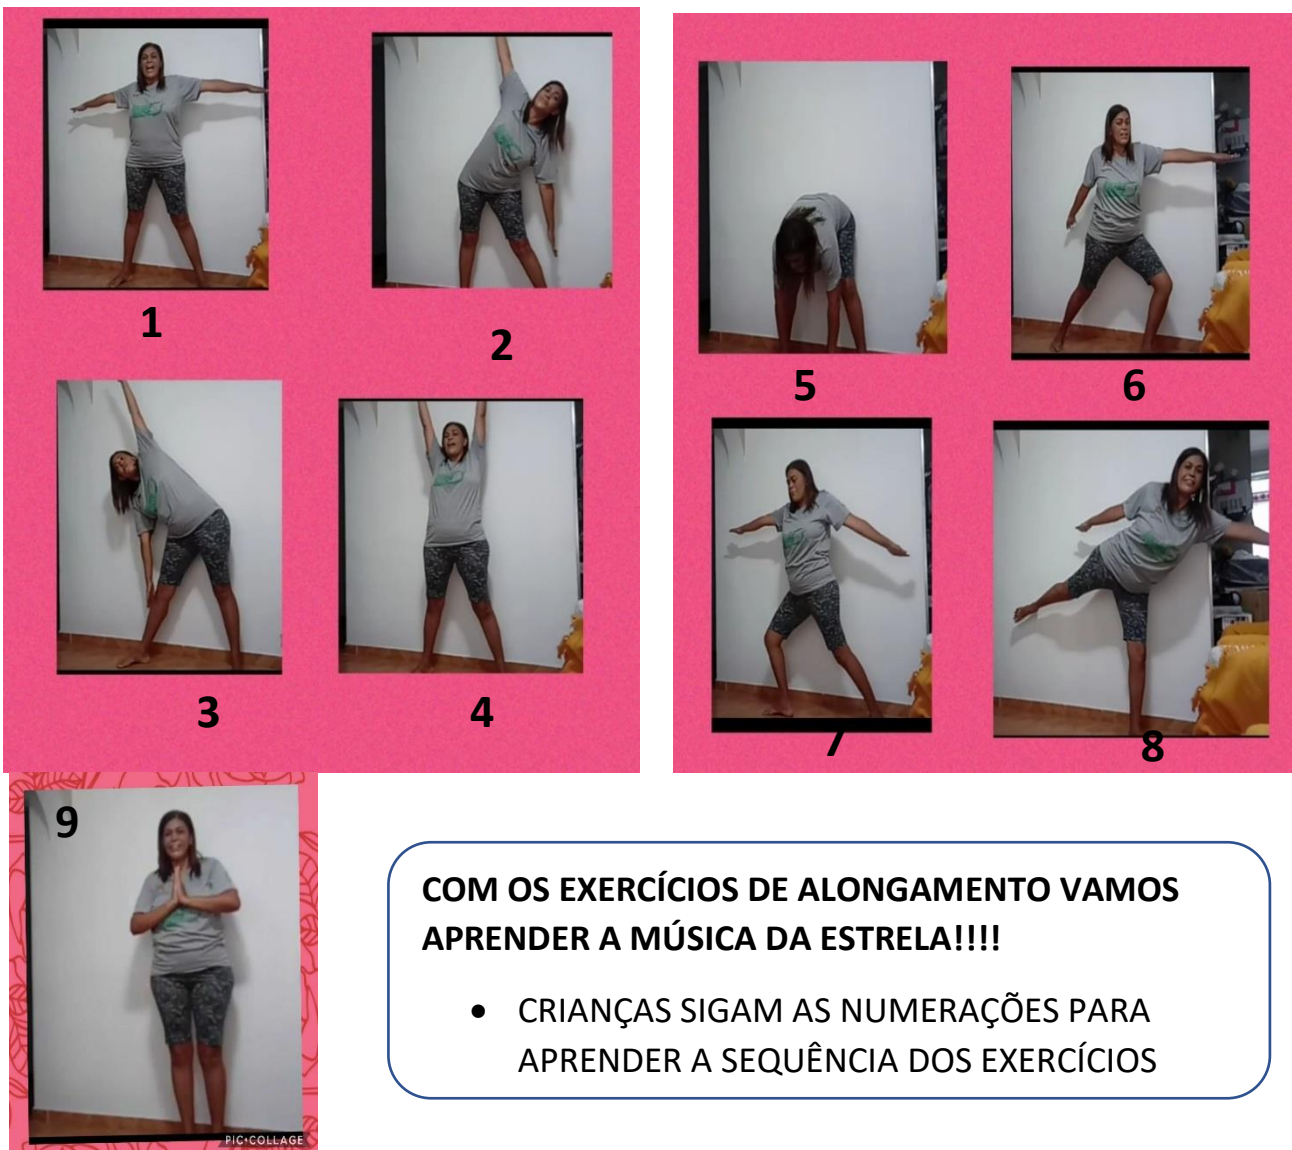 1
2
3
4
5
6
7
8
9
COM OS EXERCÍCIOS DE ALONGAMENTO VAMOS
APRENDER A MÚSICA DA ESTRELA!!!!
• CRIANÇAS SIGAM AS NUMERAÇÕES PARA
APRENDER A SEQUÊNCIA DOS EXERCÍCIOS
PIC•COLLAGE